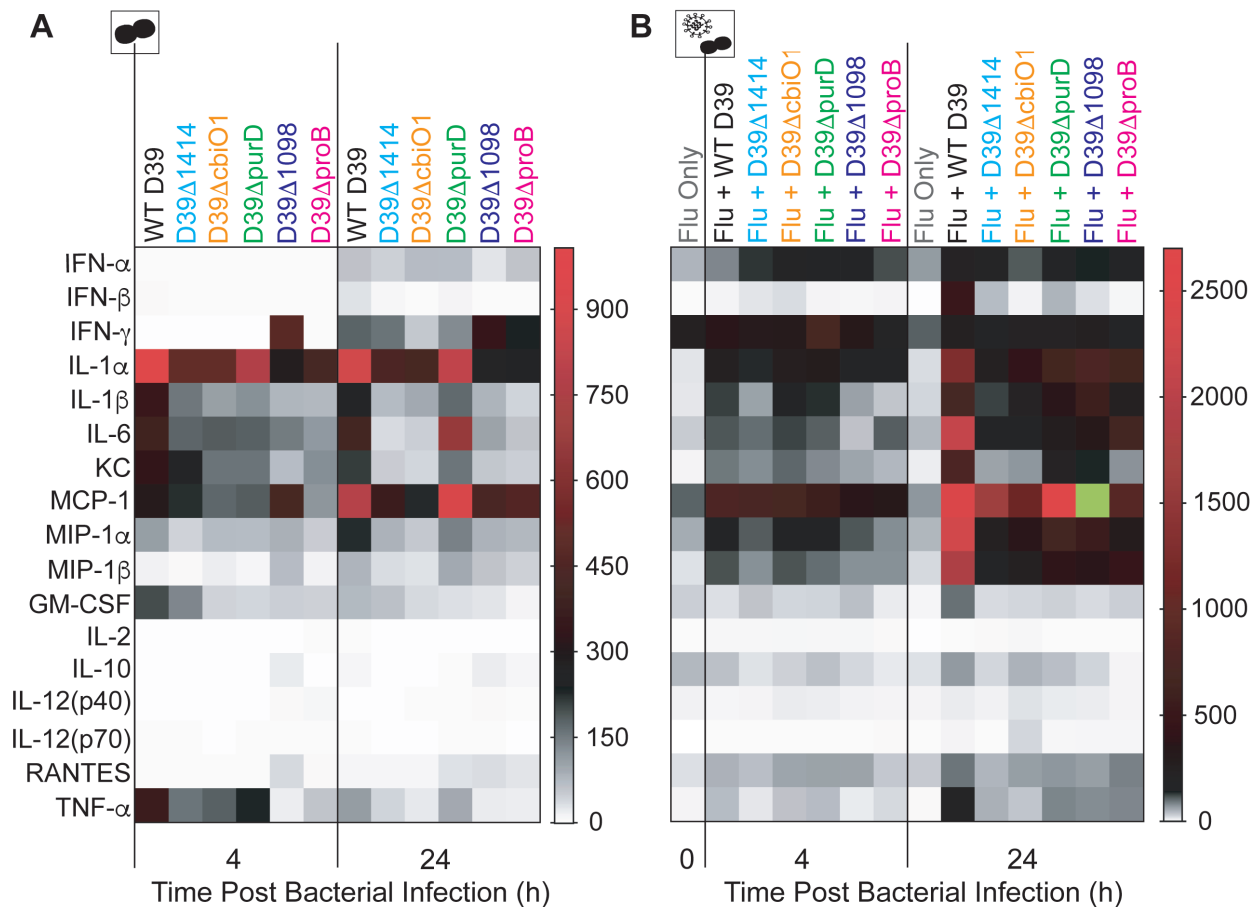 A
B
WT D39
D39Δ1414
D39ΔcbiO1
D39ΔpurD
D39Δ1098
D39ΔproB
WT D39
D39Δ1414
D39ΔcbiO1
D39ΔpurD
D39Δ1098
D39ΔproB
Flu Only
Flu + WT D39
Flu + D39Δ1414
Flu + D39ΔcbiO1
Flu + D39ΔpurD
Flu + D39Δ1098
Flu + D39ΔproB
Flu Only
Flu + WT D39
Flu + D39Δ1414
Flu + D39ΔcbiO1
Flu + D39ΔpurD
Flu + D39Δ1098
Flu + D39ΔproB
IFN-α
IFN-β
IFN-γ
IL-1α
IL-1β
IL-6
KC
MCP-1
MIP-1α
MIP-1β
GM-CSF
IL-2
IL-10
IL-12(p40)
IL-12(p70)
RANTES
TNF-α
900
750
600
450
300
150
0
2500
2000
1500
1000
500
0
4
24
Time Post Bacterial Infection (h)
0
4
24
Time Post Bacterial Infection (h)